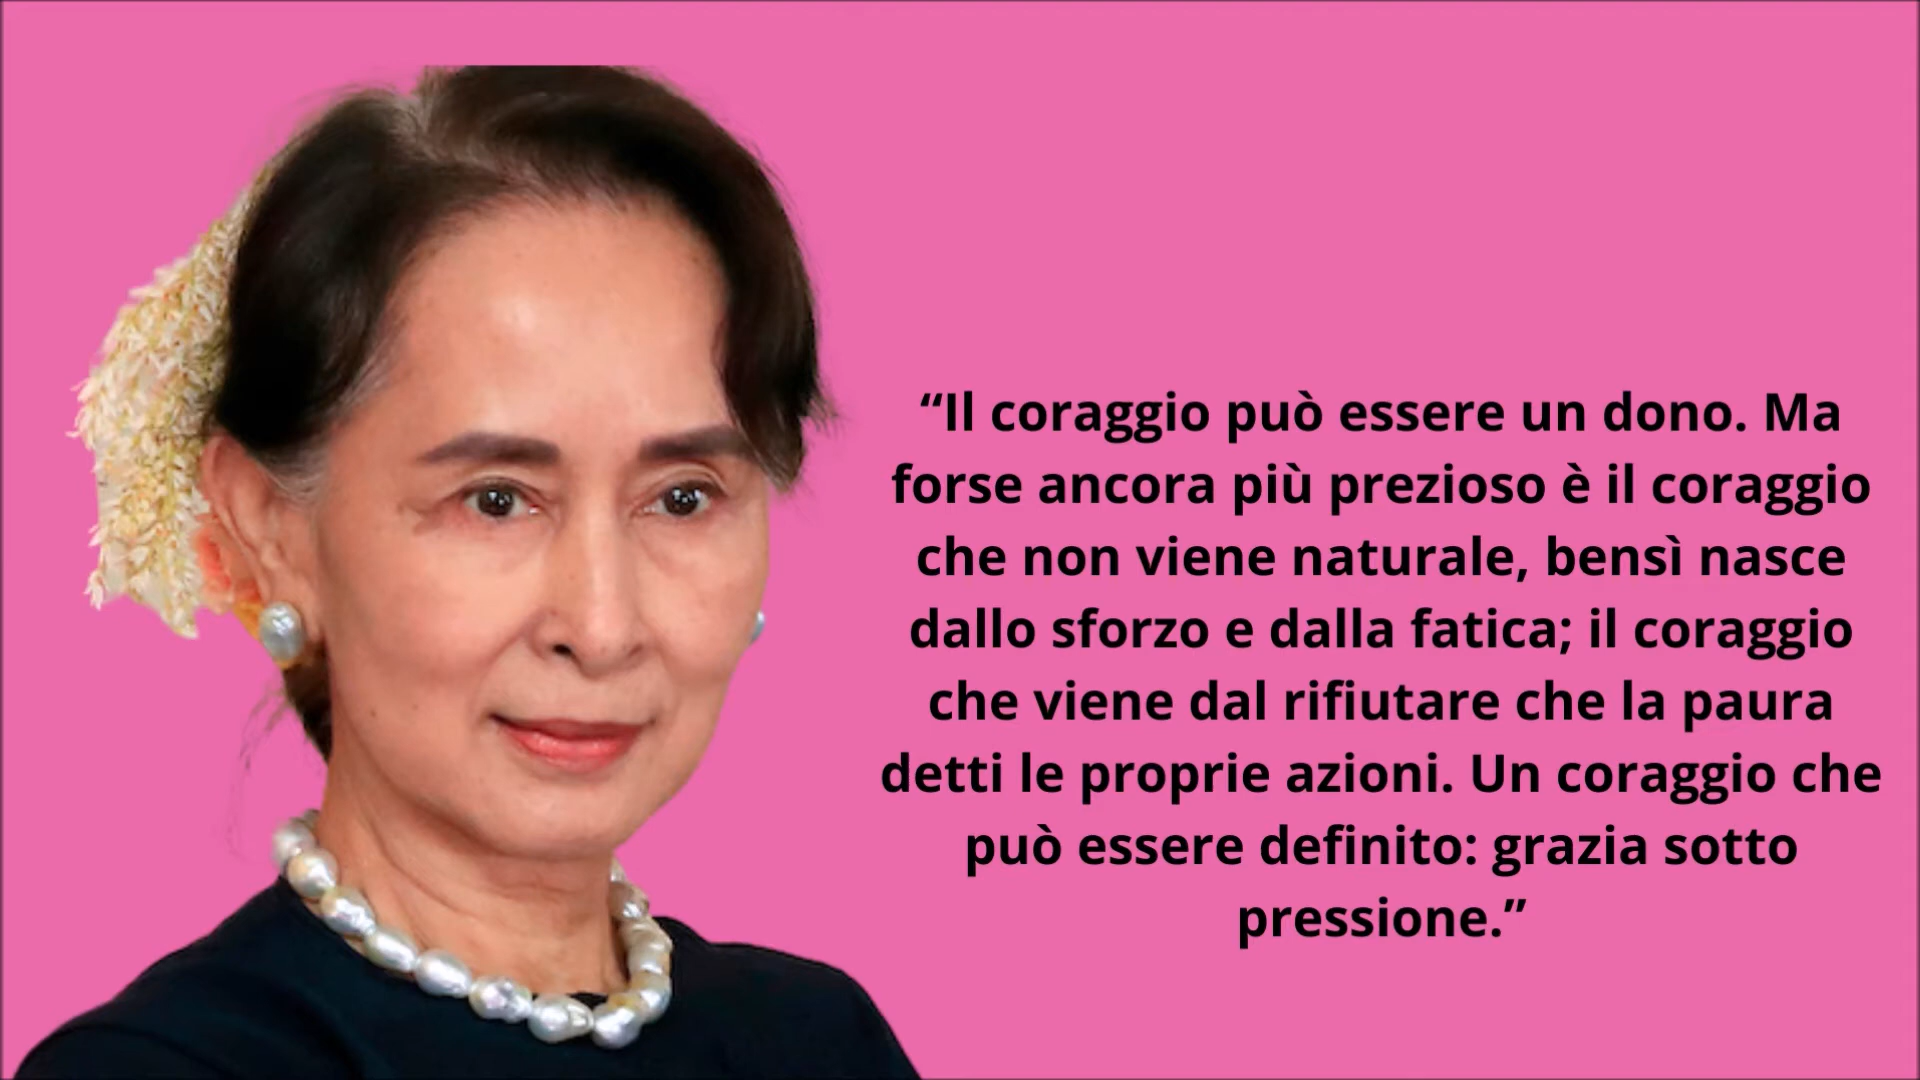 “Il coraggio può essere un dono. Ma
forse ancora più prezioso è il coraggio
che non viene naturale, bensì nasce
dallo sforzo e dalla fatica; il coraggio
che viene dal rifiutare che la paura
detti le proprie azioni. Un coraggio che
può essere definito: grazia sotto
pressione.”